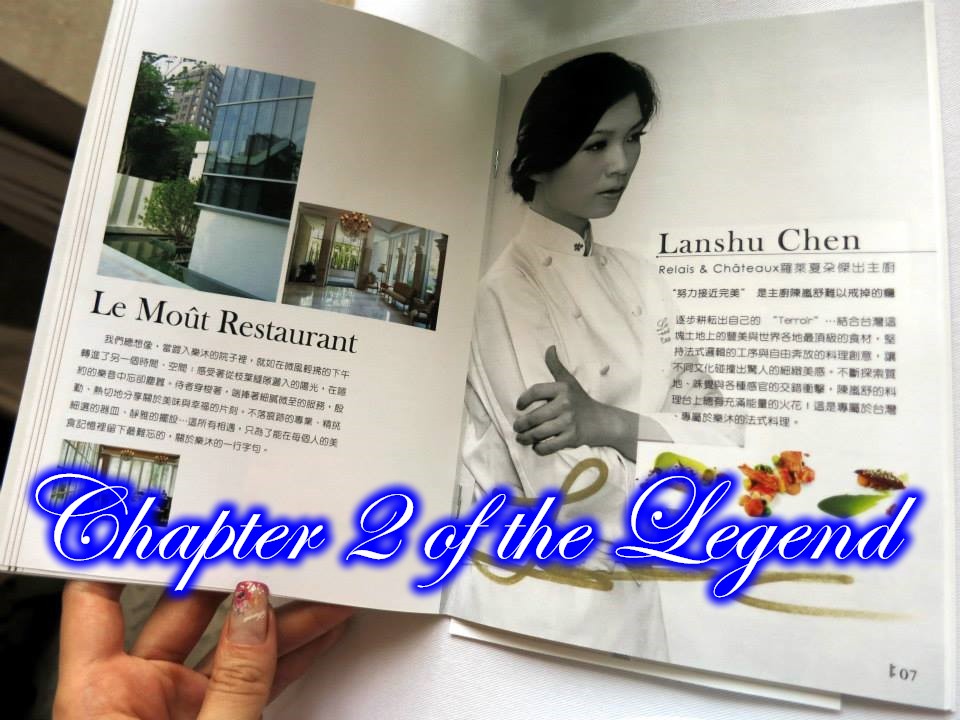 Le Moût Restaurant
我們總想像，當踏入樂沐的院子裡，就如在微風輕拂的下午
轉進了另一個時間、空間；感受著從枝葉縫隙灑入的陽光，在隱
約的樂音中忘卻塵囂。侍者穿梭著，端捧著細膩微至的服務，殷
勤、熱切地分享關於美味與幸福的片刻，不落痕跡的專業、精挑
細選的器皿、靜雅的擺設…這所有相遇，只為了能在每個人的美
食記憶裡留下最難忘的，關於樂沐的一行字句。
Lanshu Chen
Relais & Châteaux羅萊夏朵傑出主廚
“努力接近完美” 是主廚陳嵐舒難以戒掉的癮
逐步耕耘出自己的 “Terroir”…結合台灣這
塊土地上的豐美與世界各地最頂級的食材，堅
持法式邏輯的工序與自由奔放的料理創意，讓
不同文化碰撞出驚人的細緻美感。不斷探索質
地、味覺與各種感官的交錯衝擊，陳嵐舒的料
理台上總有充滿能量的火花！這是專屬於台灣
、專屬於樂沐的法式料理。
Chapter 2 of the Legend
07